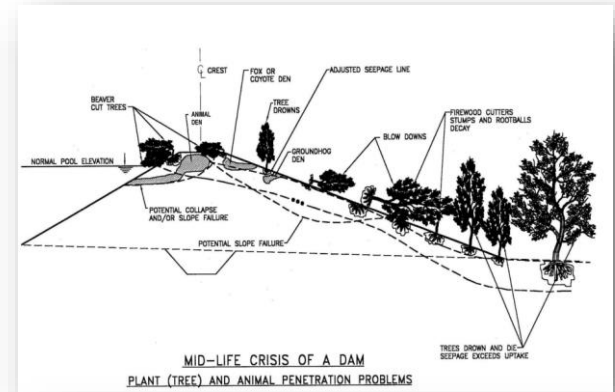 CL CREST
FOX OR
COYOTE DEN
ADJUSTED SEEPAGE LINE
BEAVER
CUT TREES
ANIMAL
DEN
TREE
DROWNS
FIREWOOD CUTTERS
STUMPS AND ROOTBALLS
DECAY
BLOW DOWNS
GROUNDHOG
DEN
NORMAL POOL ELEVATION
POTENTIAL COLLAPSE
AND/OR SLOPE FAILURE
POTENTIAL SLOPE FAILURE
TREES DROWN AND DIE
SEEPAGE EXCEEDS UPTAKE
MID-LIFE CRISIS OF A DAM
PLANT (TREE) AND ANIMAL PENETRATION PROBLEMS